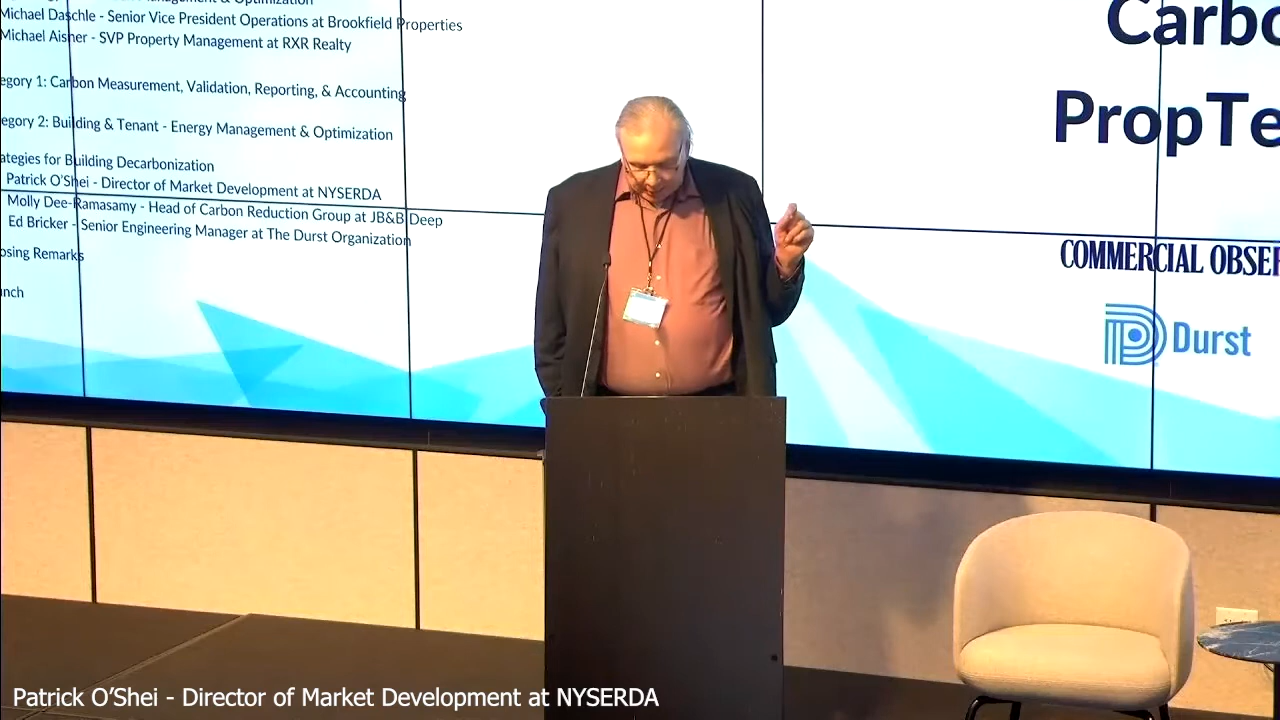 Michael Daschle - Senior Vice President Operations at Brookfield Properties
Michael Aisher - SVP Property Management at RXR Realty
egory 1: Carbon Measurement, Validation, Reporting, & Accounting
egory 2: Building & Tenant - Energy Management & Optimization
ategies for Building Decarbonization
Patrick O'Shei - Director of Market Development at NYSERDA
Molly Dee-Ramasamy - Head of Carbon Reduction Group at JB&B Deep
Ed Bricker - Senior Engineering Manager at The Durst Organization
osing Remarks
Carbo
PropTe
COMMERCIAL OBSER
Durst
Patrick O'Shei - Director of Market Development at NYSERDA